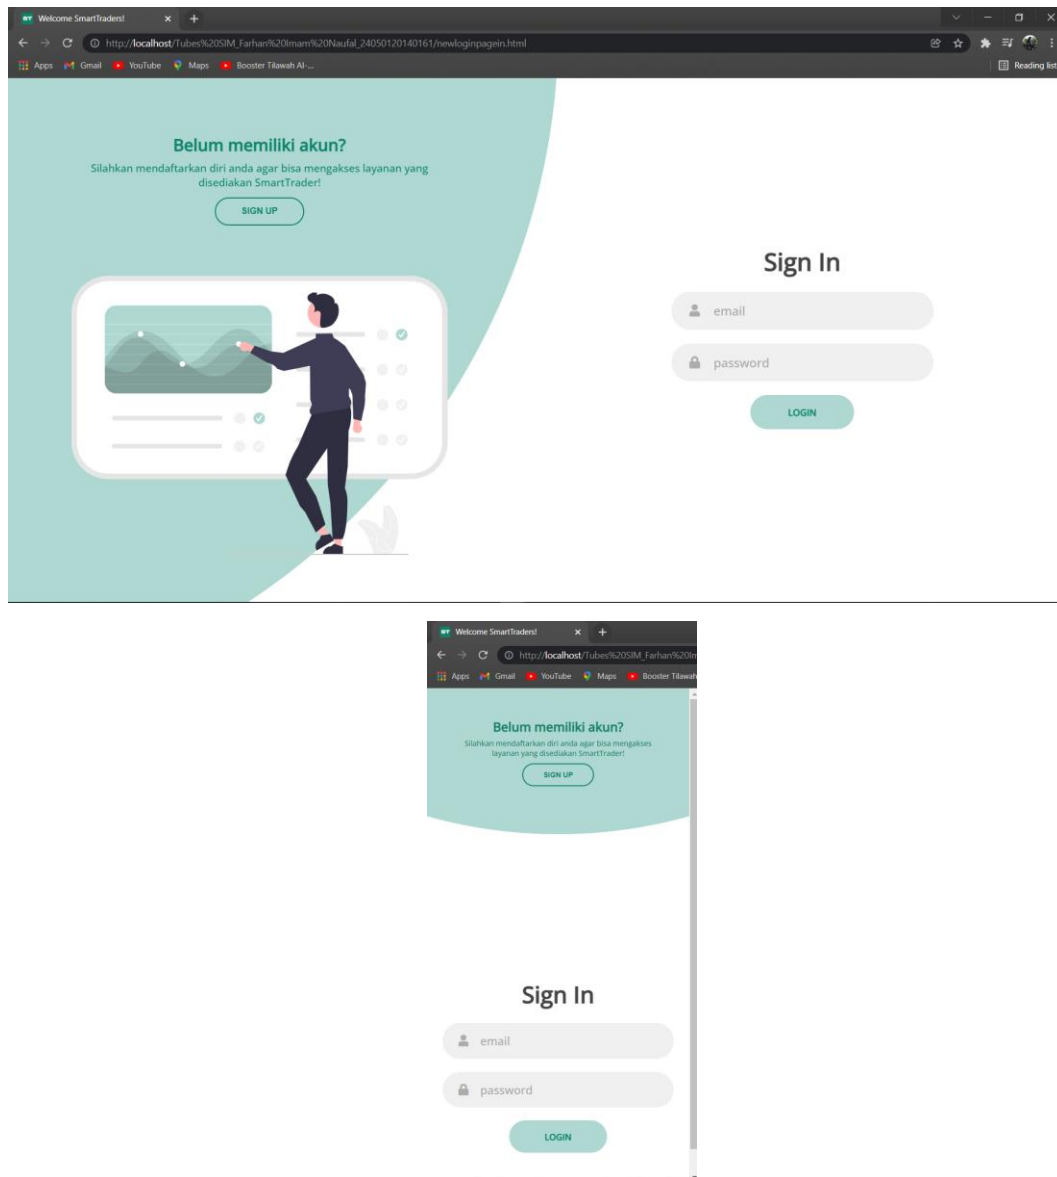 Welcome SmartTraders!
http://localhost/Tubes%20SIM_Farhan%20Imam%20Naufal_24050120140161/newloginpagein.html
Apps Gmail YouTube Maps Booster Tilawah Al-... Reading list
Belum memiliki akun?
Silahkan mendaftarkan diri anda agar bisa mengakses layanan yang
disediakan SmartTrader!
SIGN UP
Sign In
email
password
LOGIN
Welcome SmartTraders!
http://localhost/Tubes%20SIM_Farhan%20Im
Apps Gmail YouTube Maps Booster Tilawah
Belum memiliki akun?
Silahkan mendaftarkan diri anda agar bisa mengakses
layanan yang disediakan SmartTrader!
SIGN UP
Sign In
email
password
LOGIN